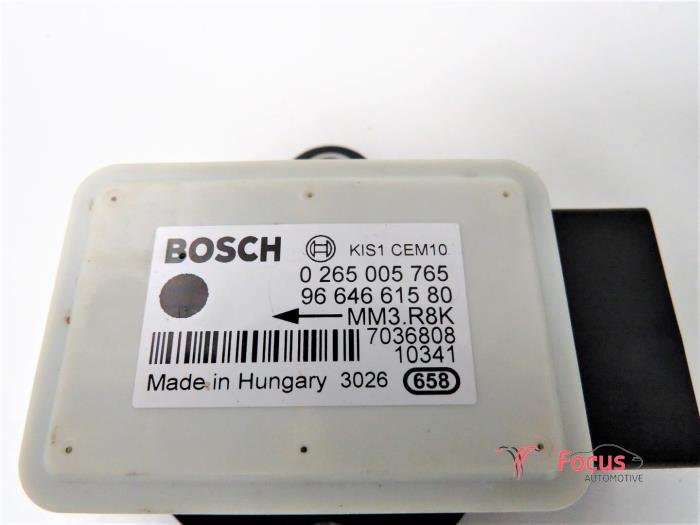 BOSCH KIS1 CEM10
0 265 005 765
96 646 615 80
MM3.R8K
7036808
10341
Made in Hungary 3026 658
Focus
AUTOMOTIVE